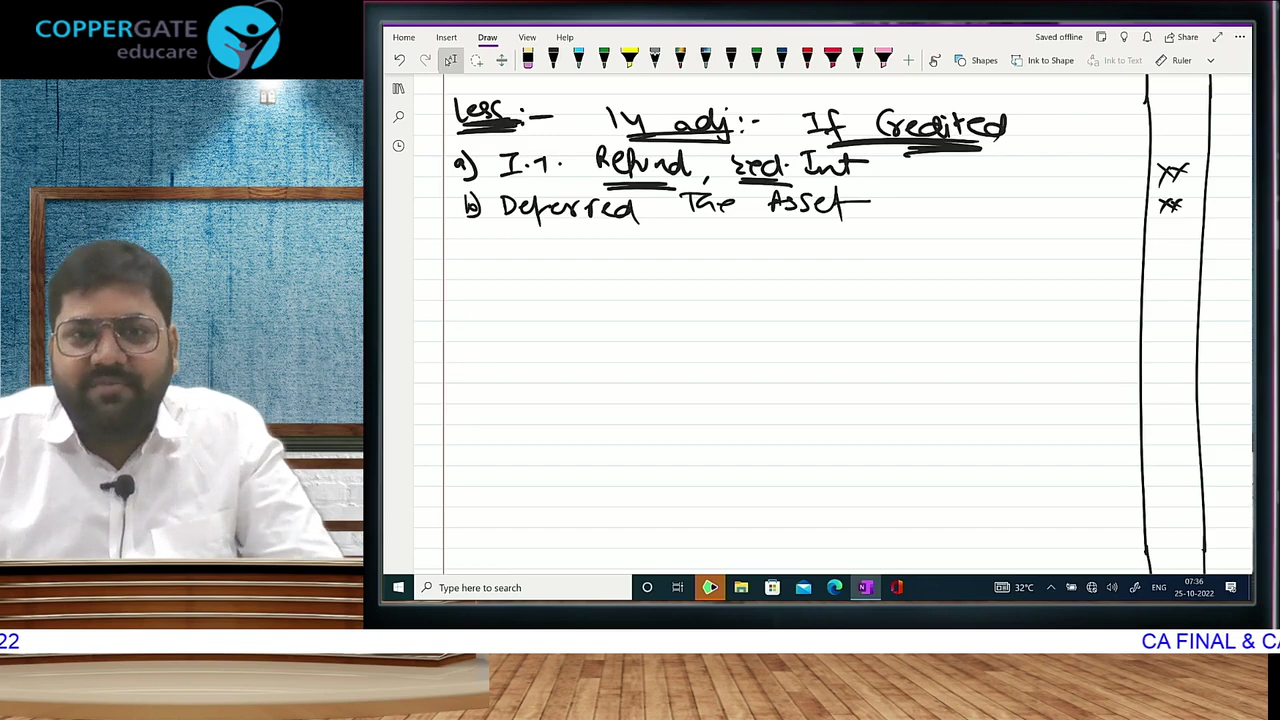 COPPERGATE
educare
Home Insert Draw View Help
Saved offline Share
Shapes Ink to Shape Ink to Text Ruler
Less:- adj:- If Credited
a) I.T. Refund, Int
b) Deferred Asset
xx
xx
Type here to search
32°C ENG 07:36
25-10-2022
22 CA FINAL & CA